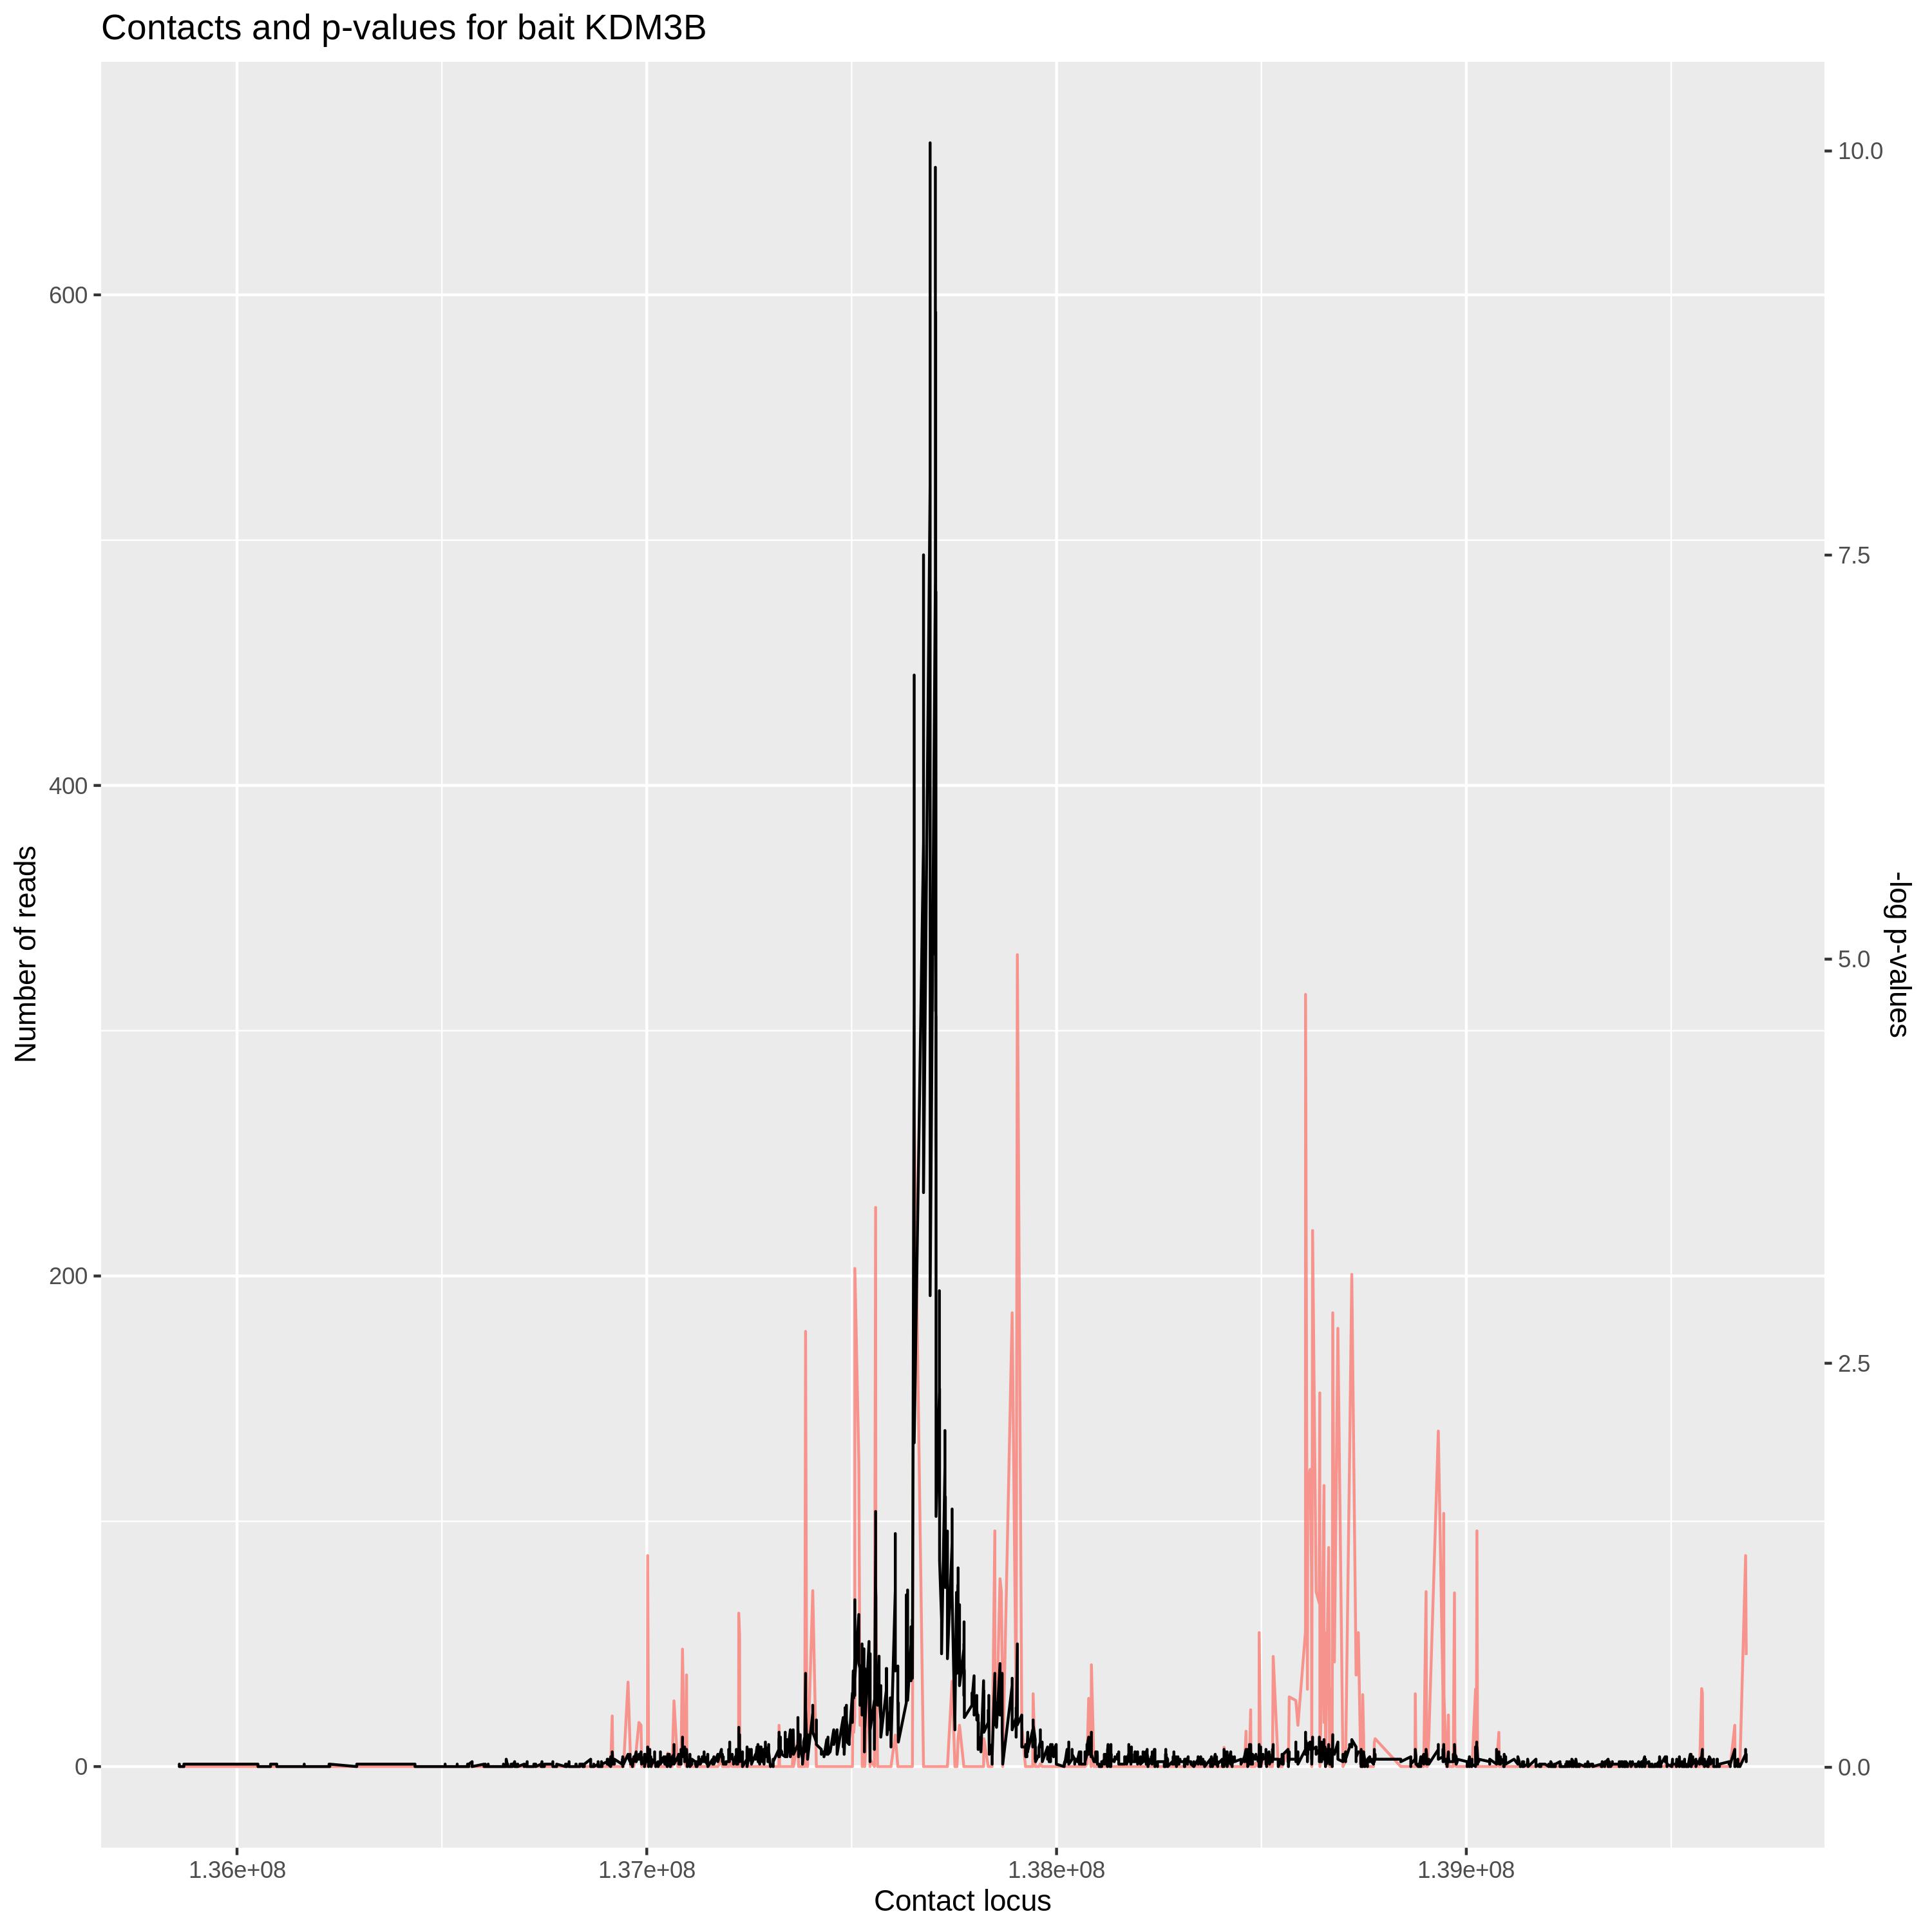 Contacts and p-values for bait KDM3B
Number of reads
600
400
200
0
10.0
7.5
5.0
2.5
0.0
-log p-values
1.36e+08
1.37e+08
1.38e+08
1.39e+08
Contact locus